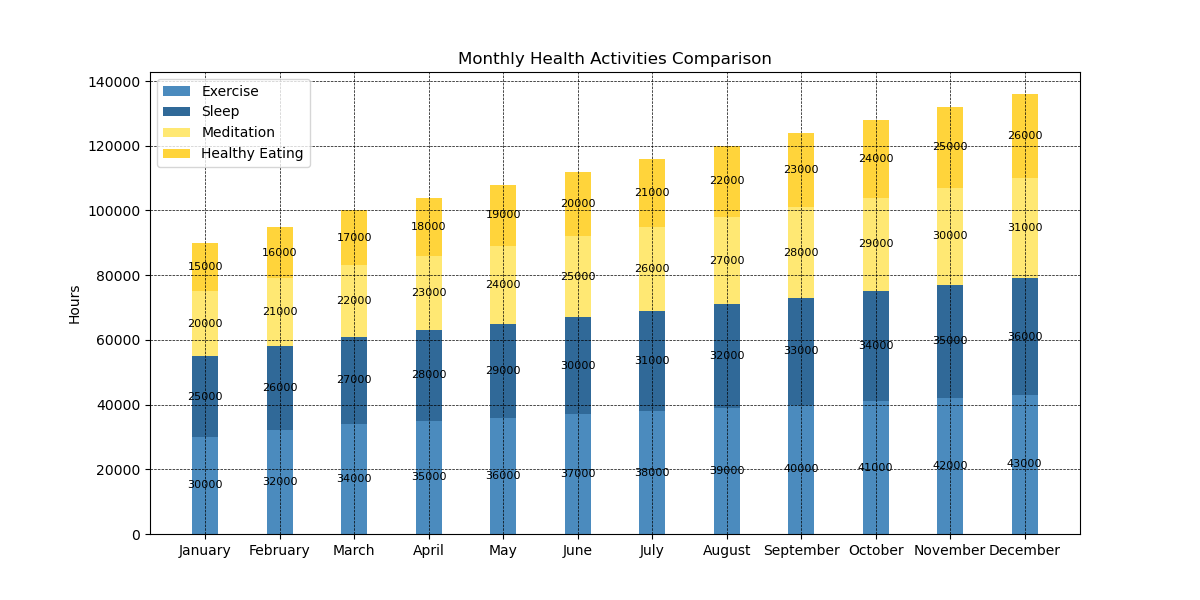 Monthly Health Activities Comparison
Exercise
Sleep
Meditation
Healthy Eating
Hours
140000
120000
100000
80000
60000
40000
20000
0
15000 16000 17000 18000 19000 20000 21000 22000 23000 24000 25000 26000
20000 21000 22000 23000 24000 25000 26000 27000 28000 29000 30000 31000
25000 26000 27000 28000 29000 30000 31000 32000 33000 34000 35000 36000
30000 32000 34000 35000 36000 37000 38000 39000 40000 41000 42000 43000
January February March April May June July August September October November December